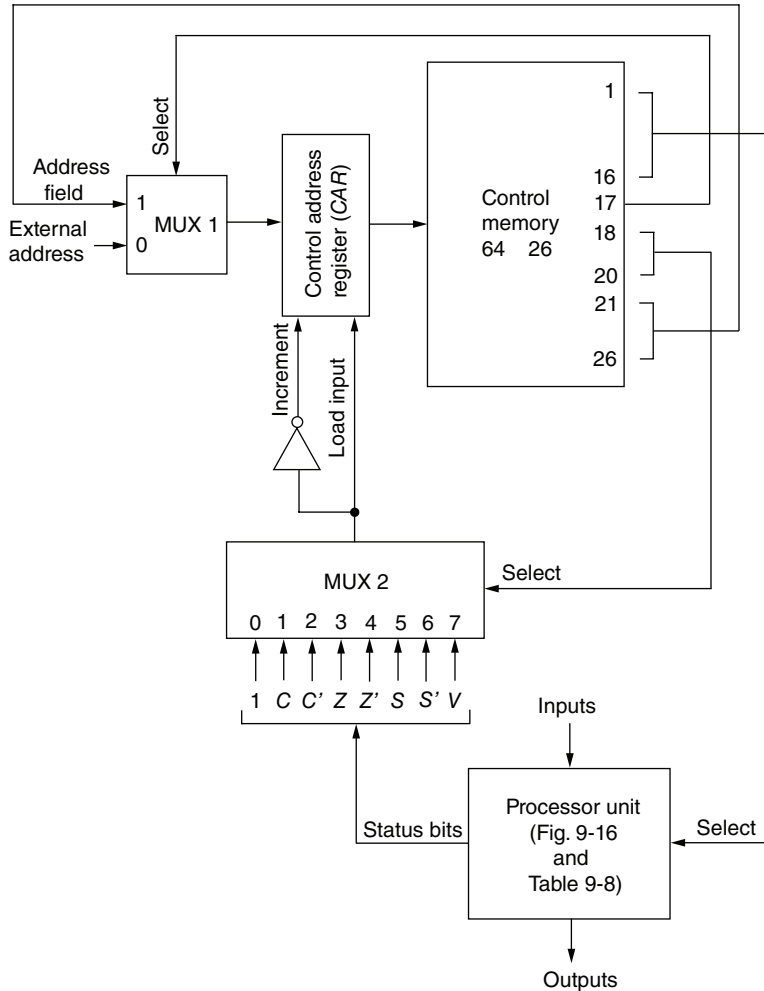 Select
Address
field
1
MUX 1
External
address
0
Control address
register (CAR)
Control
memory
64 26
1
16
17
18
20
21
26
Increment
Load input
MUX 2
Select
0 1 2 3 4 5 6 7
1 C C' Z Z' S S' V
Inputs
Status bits
Processor unit
(Fig. 9-16
and
Table 9-8)
Select
Outputs